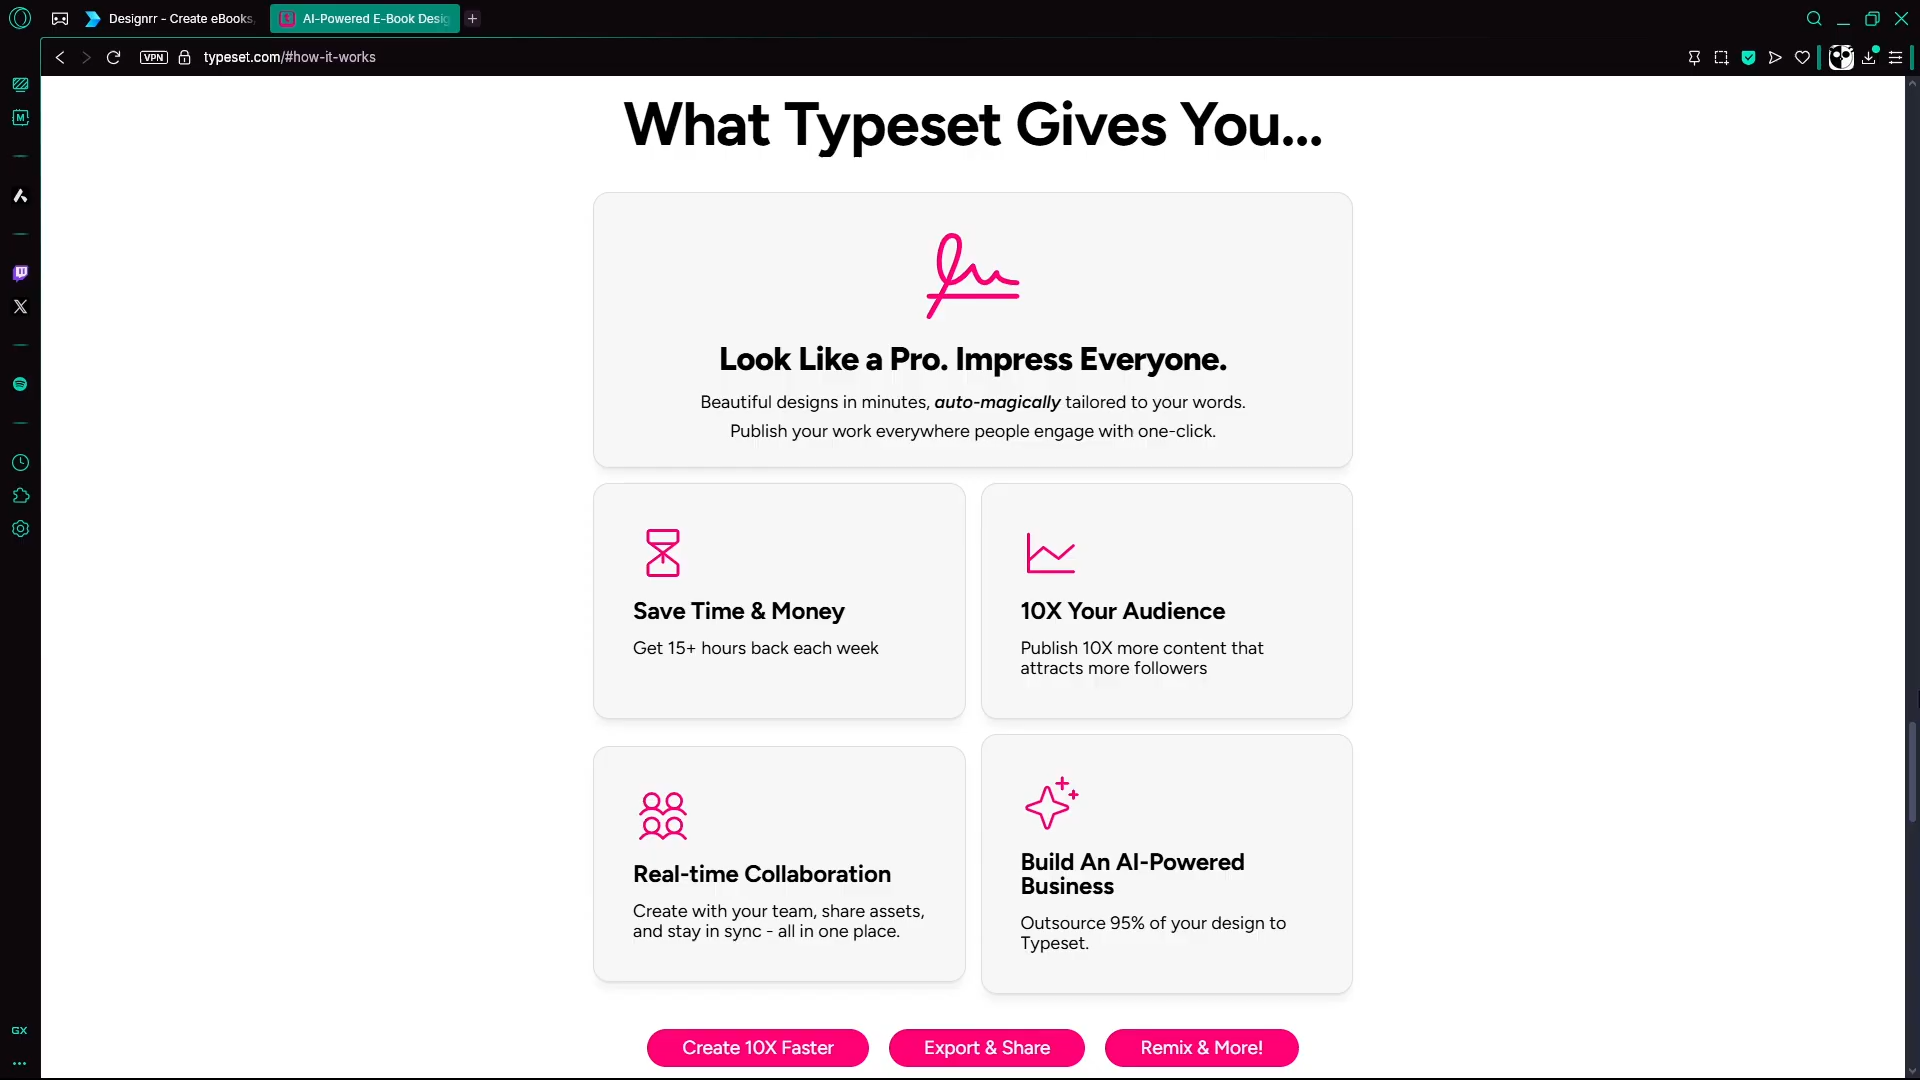 Designrr - Create eBooks,
AI-Powered E-Book Desig
VPN
typeset.com/#how-it-works
What Typeset Gives You...
Look Like a Pro. Impress Everyone.
Beautiful designs in minutes, auto-magically tailored to your words.
Publish your work everywhere people engage with one-click.
Save Time & Money
Get 15+ hours back each week
10X Your Audience
Publish 10X more content that
attracts more followers
Real-time Collaboration
Create with your team, share assets,
and stay in sync - all in one place.
Build An AI-Powered
Business
Outsource 95% of your design to
Typeset.
Create 10X Faster
Export & Share
Remix & More!
M
GX